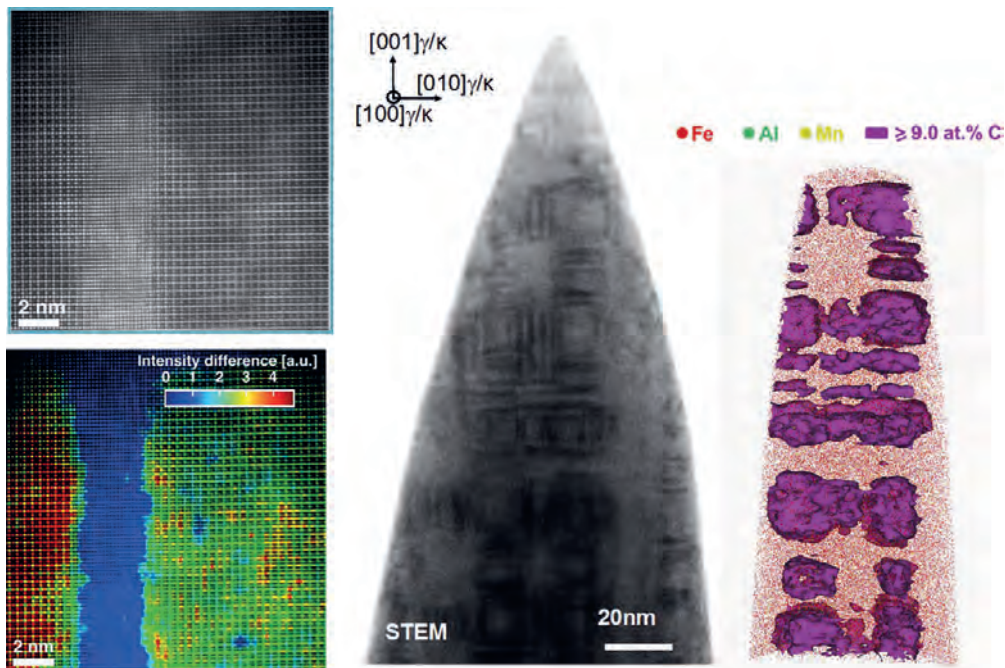 2 nm
Intensity difference [a.u.]
0 1 2 3 4
2 nm
[001]γ/κ
[010]γ/κ
[100]γ/κ
STEM
20nm
Fe Al Mn ≥ 9.0 at.% C